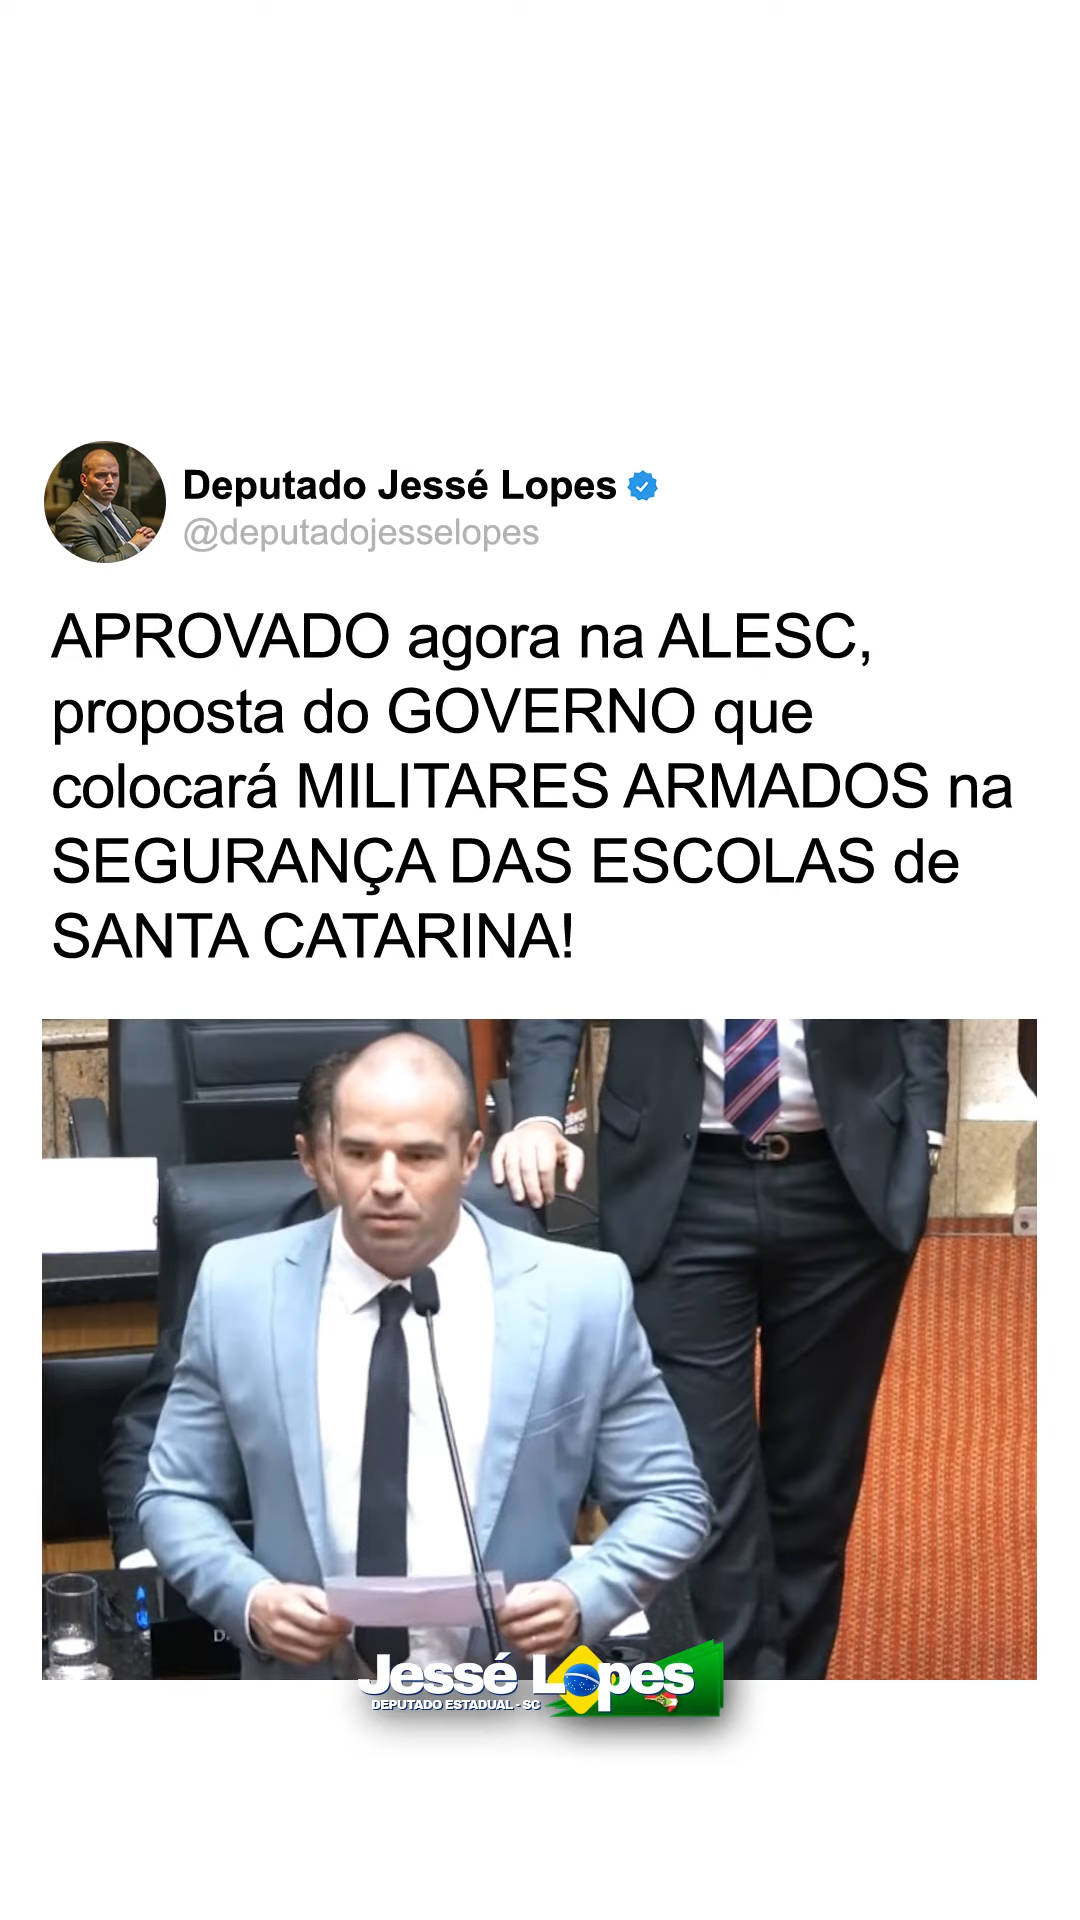 Deputado Jessé Lopes
@deputadojesselopes
APROVADO agora na ALESC,
proposta do GOVERNO que
colocará MILITARES ARMADOS na
SEGURANÇA DAS ESCOLAS de
SANTA CATARINA!
Jessé Lopes
DEPUTADO ESTADUAL - SC